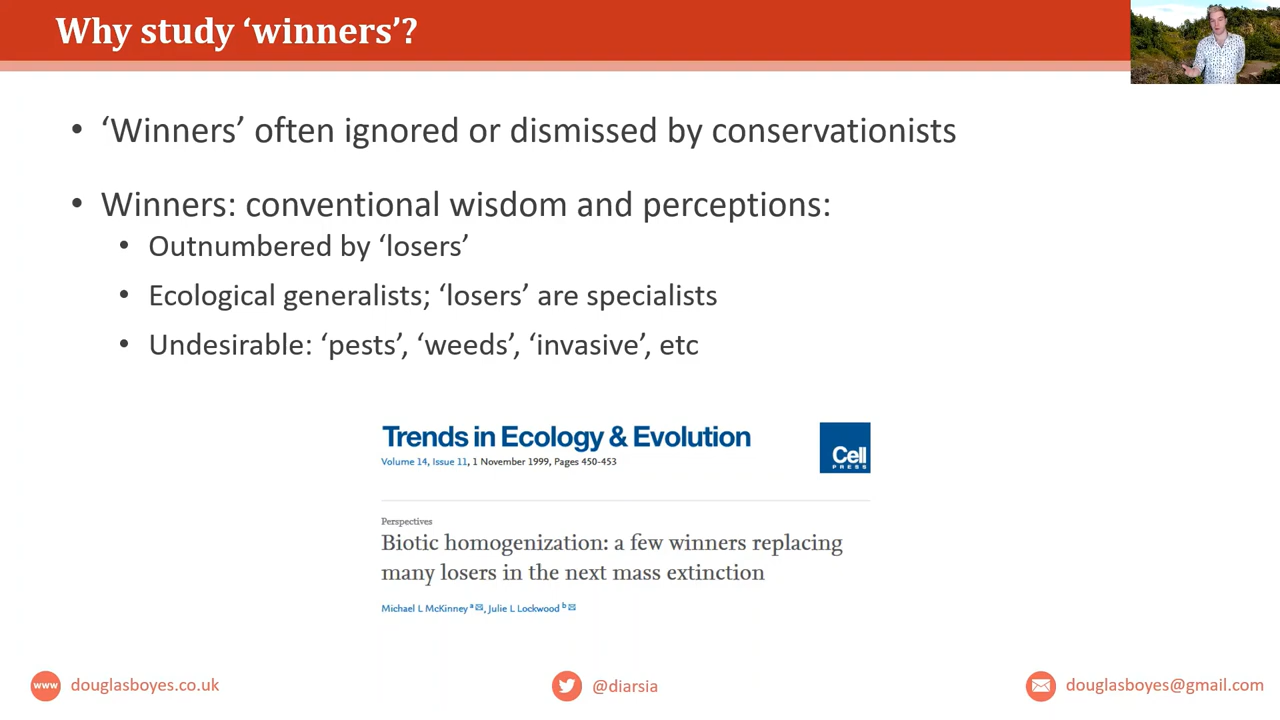 Why study ‘winners’?
• ‘Winners’ often ignored or dismissed by conservationists
• Winners: conventional wisdom and perceptions:
• Outnumbered by ‘losers’
• Ecological generalists; ‘losers’ are specialists
• Undesirable: ‘pests’, ‘weeds’, ‘invasive’, etc
Trends in Ecology & Evolution
Volume 14, Issue 11, 1 November 1999, Pages 450-453
Cell
PRESS
Perspectives
Biotic homogenization: a few winners replacing
many losers in the next mass extinction
Michael L McKinney a, Julie L Lockwood b
www douglasboyes.co.uk
@diarsia
douglasboyes@gmail.com